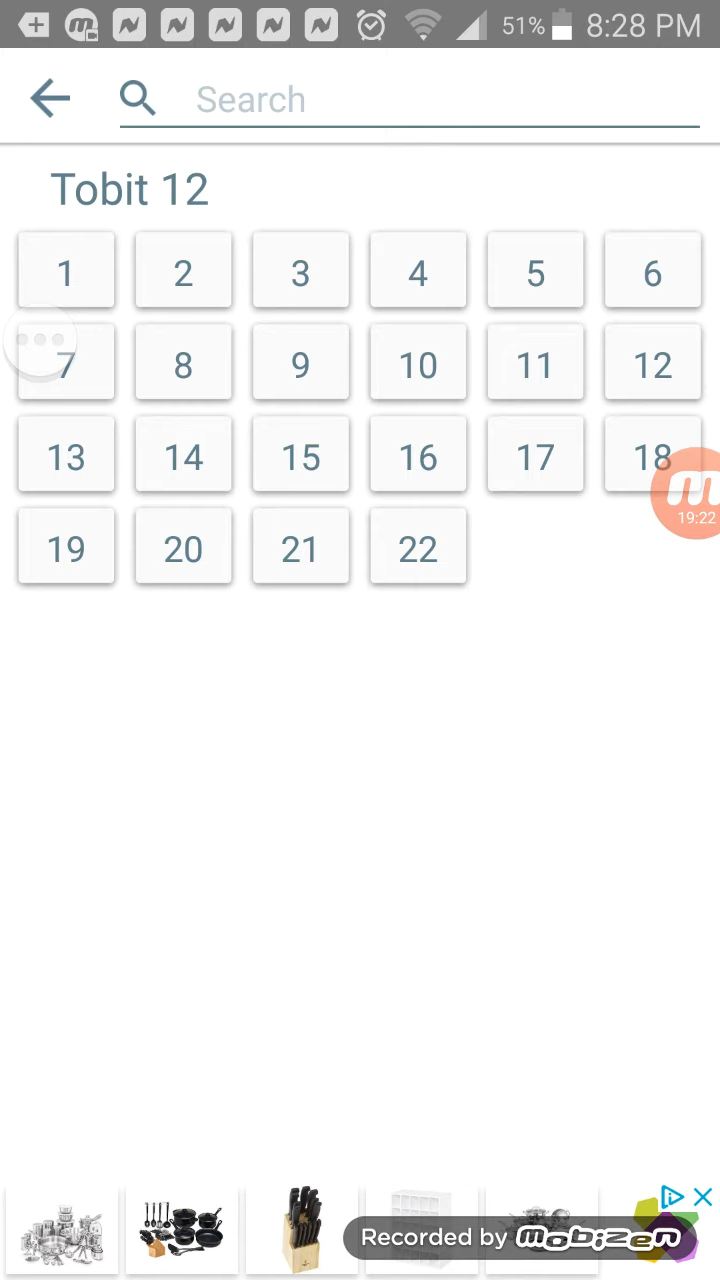 51% 8:28 PM
Search
Tobit 12
1 2 3 4 5 6
7 8 9 10 11 12
13 14 15 16 17 18
19:22
19 20 21 22
Recorded by mobizen